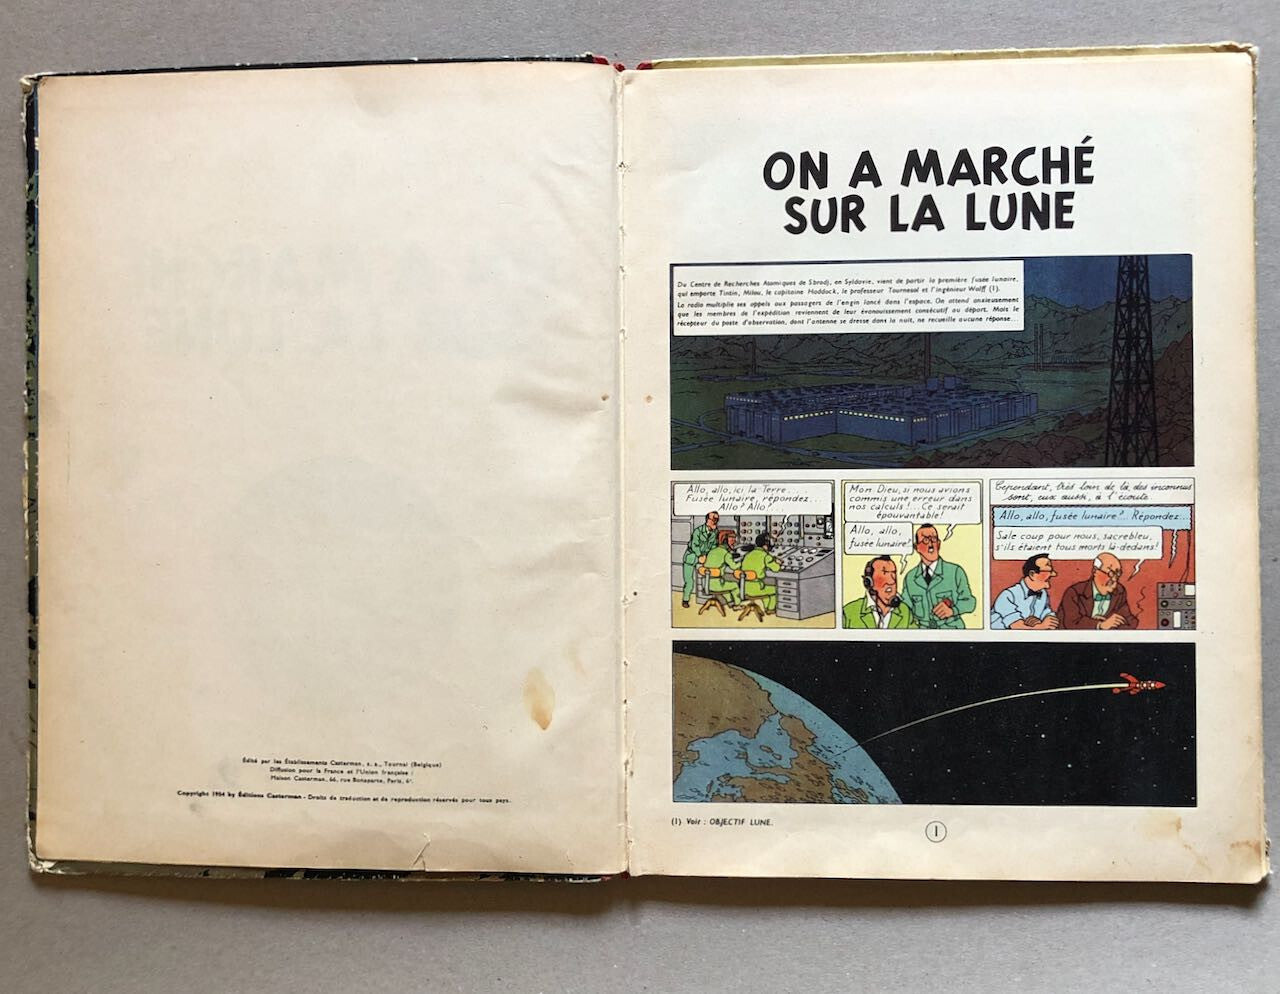 Édité par les Établissements Casterman, s. a., Tournai (Belgique)
Diffusion pour la France et l'Union française :
Maison Casterman, 66, rue Bonaparte, Paris, 6e.
Copyright 1954 by Éditions Casterman - Droits de traduction et de reproduction réservés pour tous pays.
ON A MARCHÉ
SUR LA LUNE
Du Centre de Recherches Atomiques de Sbrodj, en Syldavie, vient de partir la première fusée lunaire,
qui emporte Tintin, Milou, le capitaine Haddock, le professeur Tournesol et l'ingénieur Wolff (1).
La radio multiplie ses appels aux passagers de l'engin lancé dans l'espace. On attend anxieusement
que les membres de l'expédition reviennent de leur évanouissement consécutif au départ. Mais le
récepteur du poste d'observation, dont l'antenne se dresse dans la nuit, ne recueille aucune réponse...
Allo, allo, ici la Terre....
Fusée lunaire, répondez...
Allo? Allo?...
Mon Dieu, si nous avions
commis une erreur dans
nos calculs!... Ce serait
épouvantable!
Allo, allo,
fusée lunaire!
Cependant, très loin de là, des inconnus
sont, eux aussi, à l'écoute.
Allo, allo, fusée lunaire?.. Répondez...
Sale coup pour nous, sacrebleu,
s'ils étaient tous morts là-dedans!
(1) Voir : OBJECTIF LUNE.
1